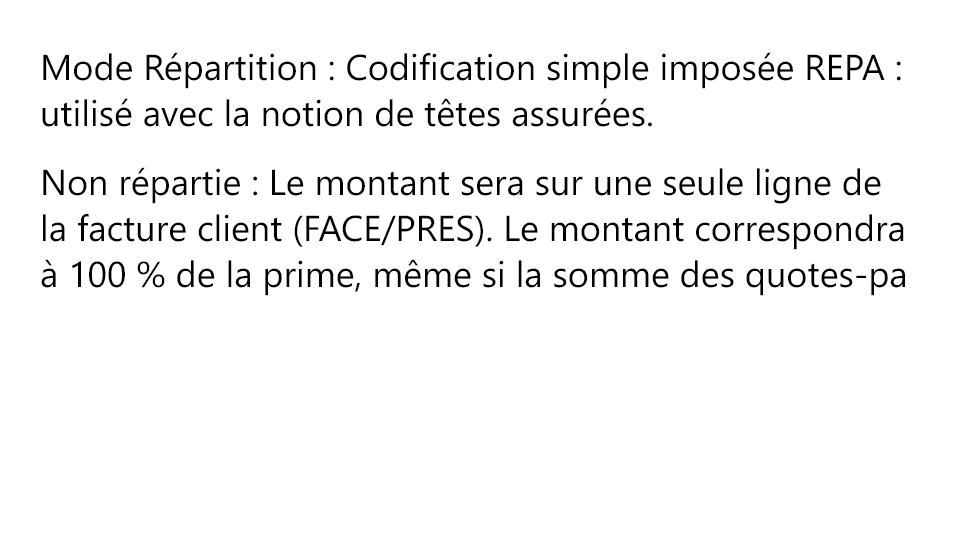 Mode Répartition : Codification simple imposée REPA :
utilisé avec la notion de têtes assurées.
Non répartie : Le montant sera sur une seule ligne de
la facture client (FACE/PRES). Le montant correspondra
à 100 % de la prime, même si la somme des quotes-pa